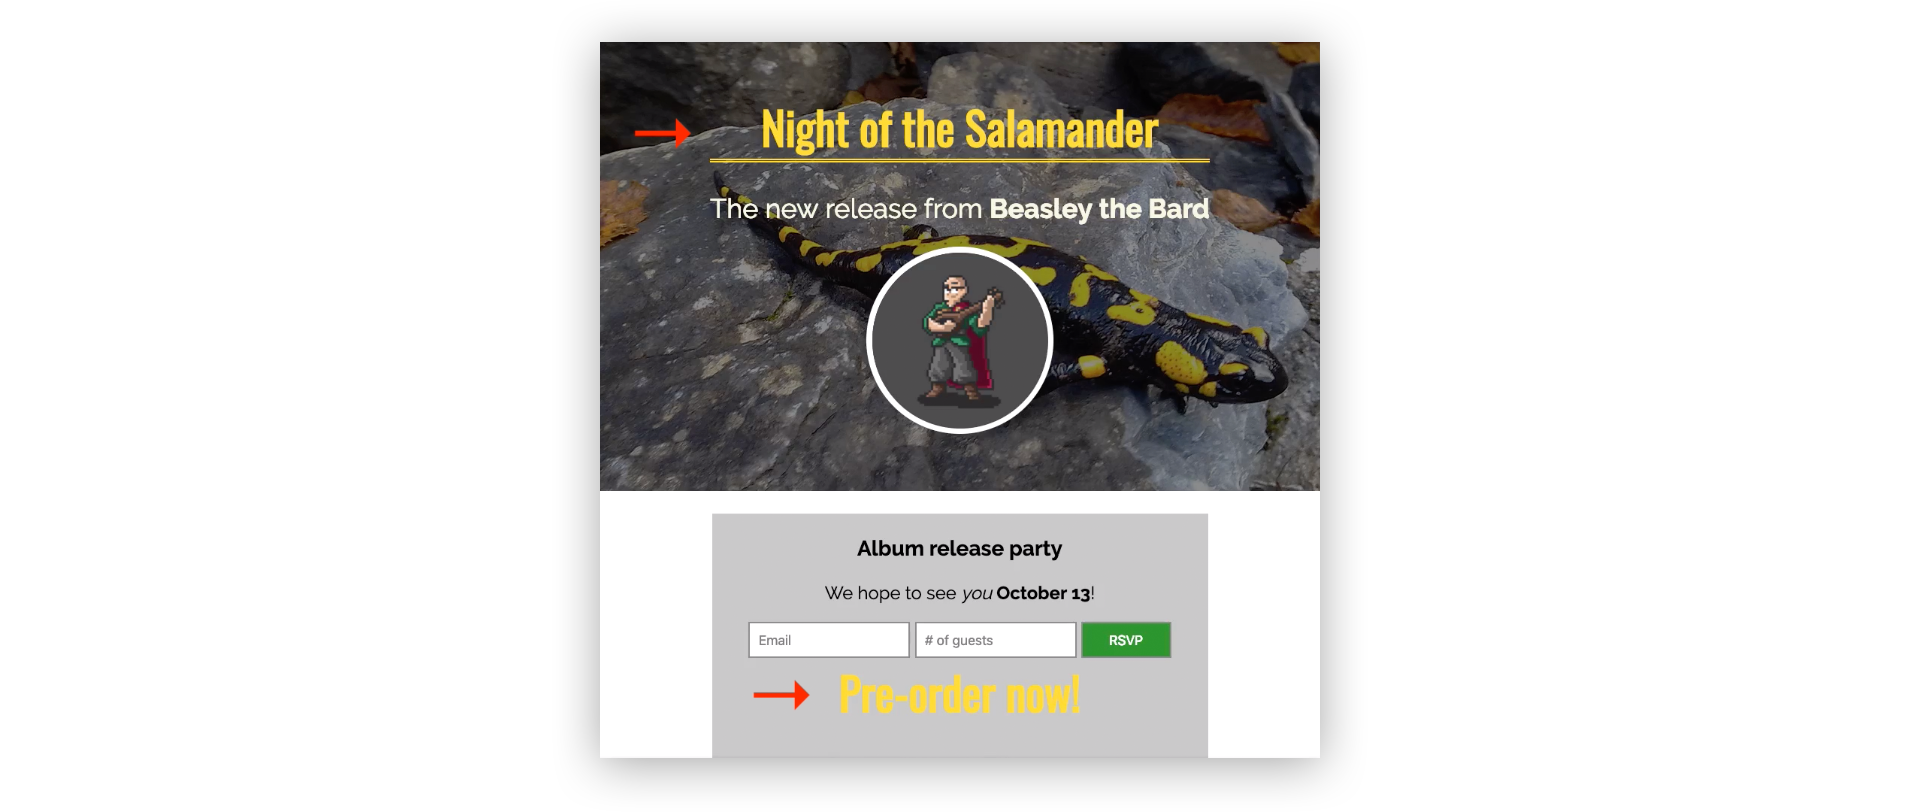 Night of the Salamander
The new release from Beasley the Bard
Album release party
We hope to see you October 13!
Email # of guests RSVP
Pre-order now!